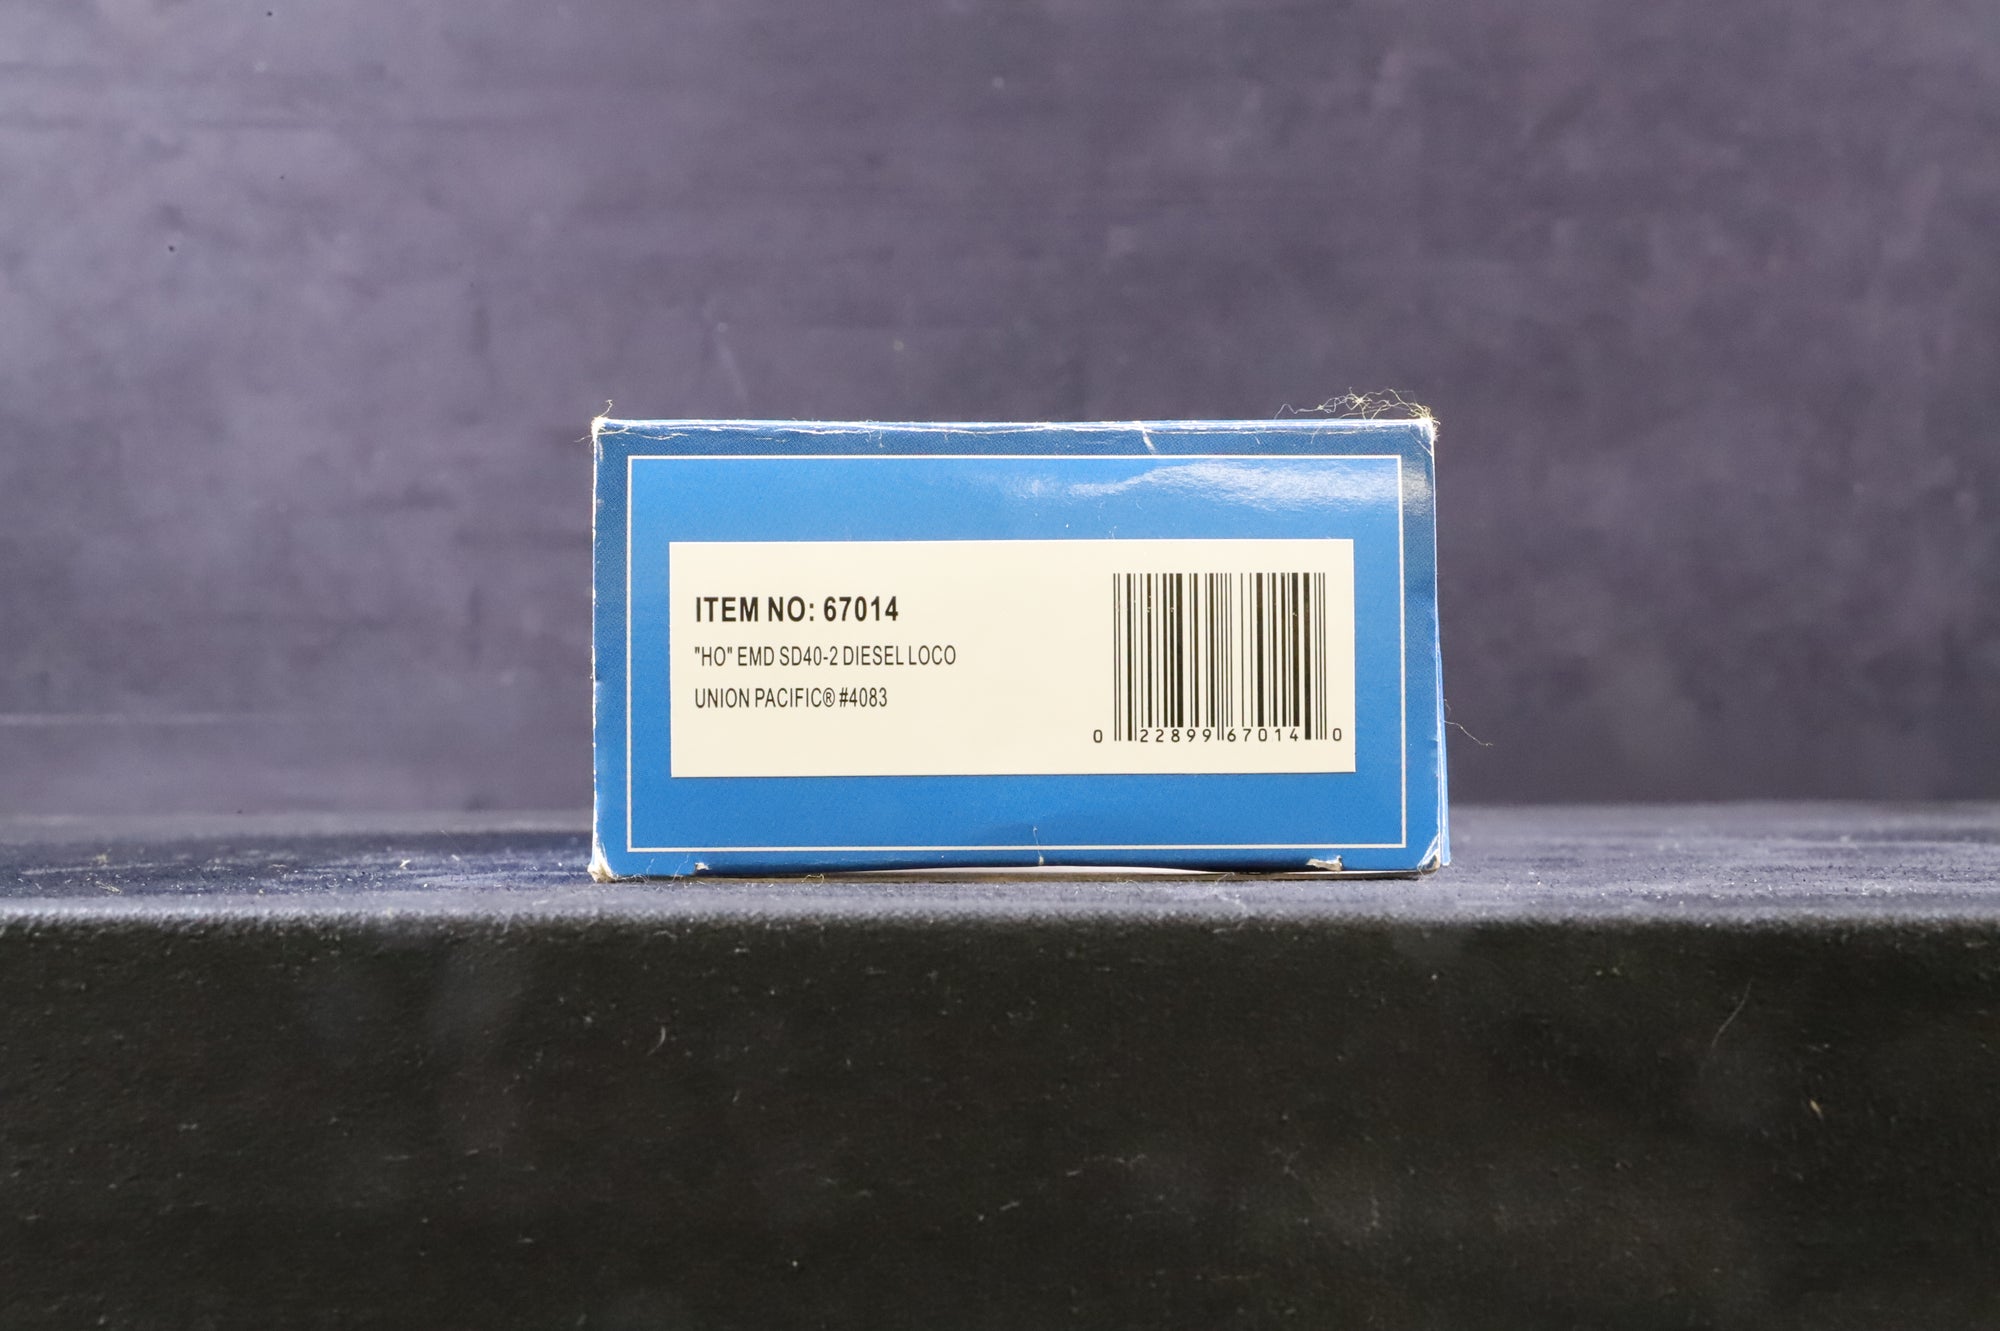 ITEM NO: 67014
"HO" EMD SD40-2 DIESEL LOCO
UNION PACIFIC® #4083
0 22899 67014 0